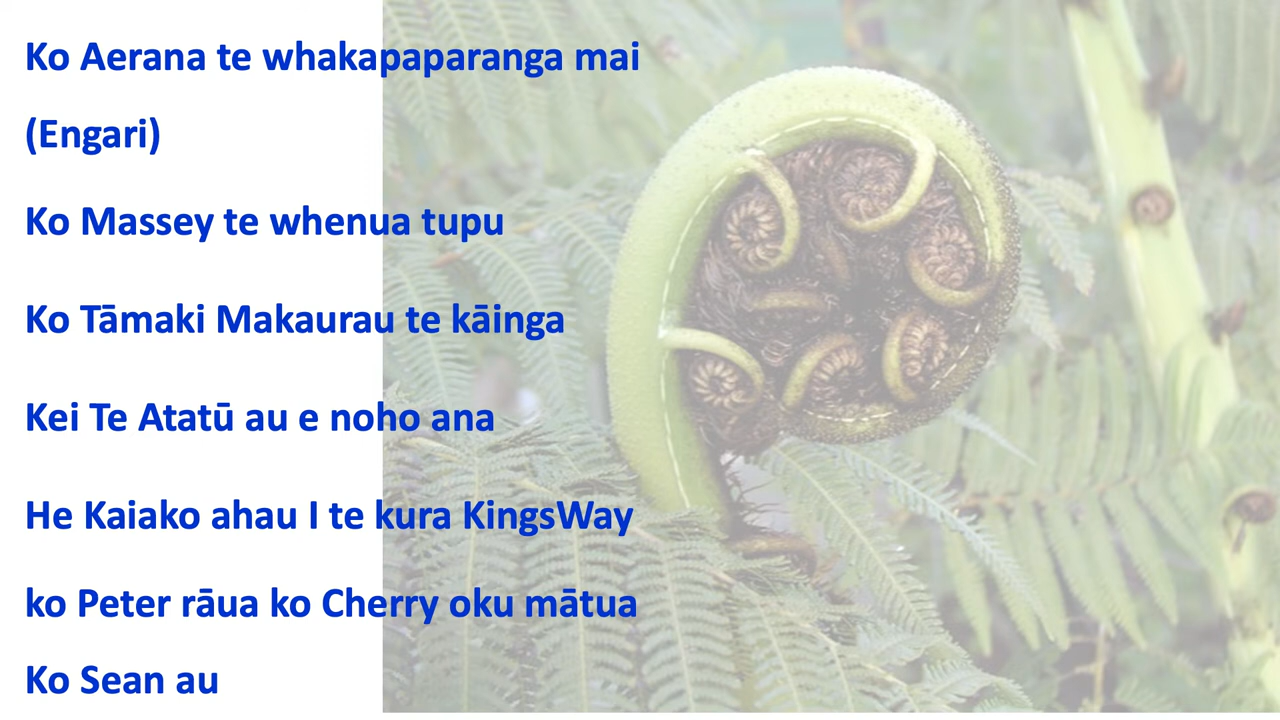 Ko Aerana te whakapaparanga mai
(Engari)
Ko Massey te whenua tupu
Ko Tāmaki Makaurau te kāinga
Kei Te Atatū au e noho ana
He Kaiako ahau I te kura KingsWay
ko Peter rāua ko Cherry oku mātua
Ko Sean au